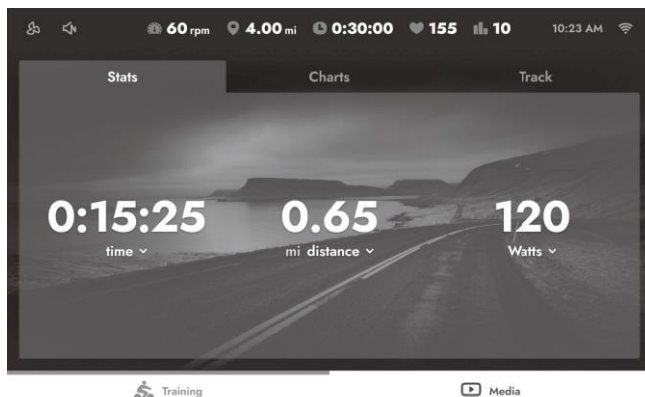 60 rpm 4.00 mi 0:30:00 155 10 10:23 AM
Stats Charts Track
0:15:25 0.65 120
time mi distance Watts
Training Media